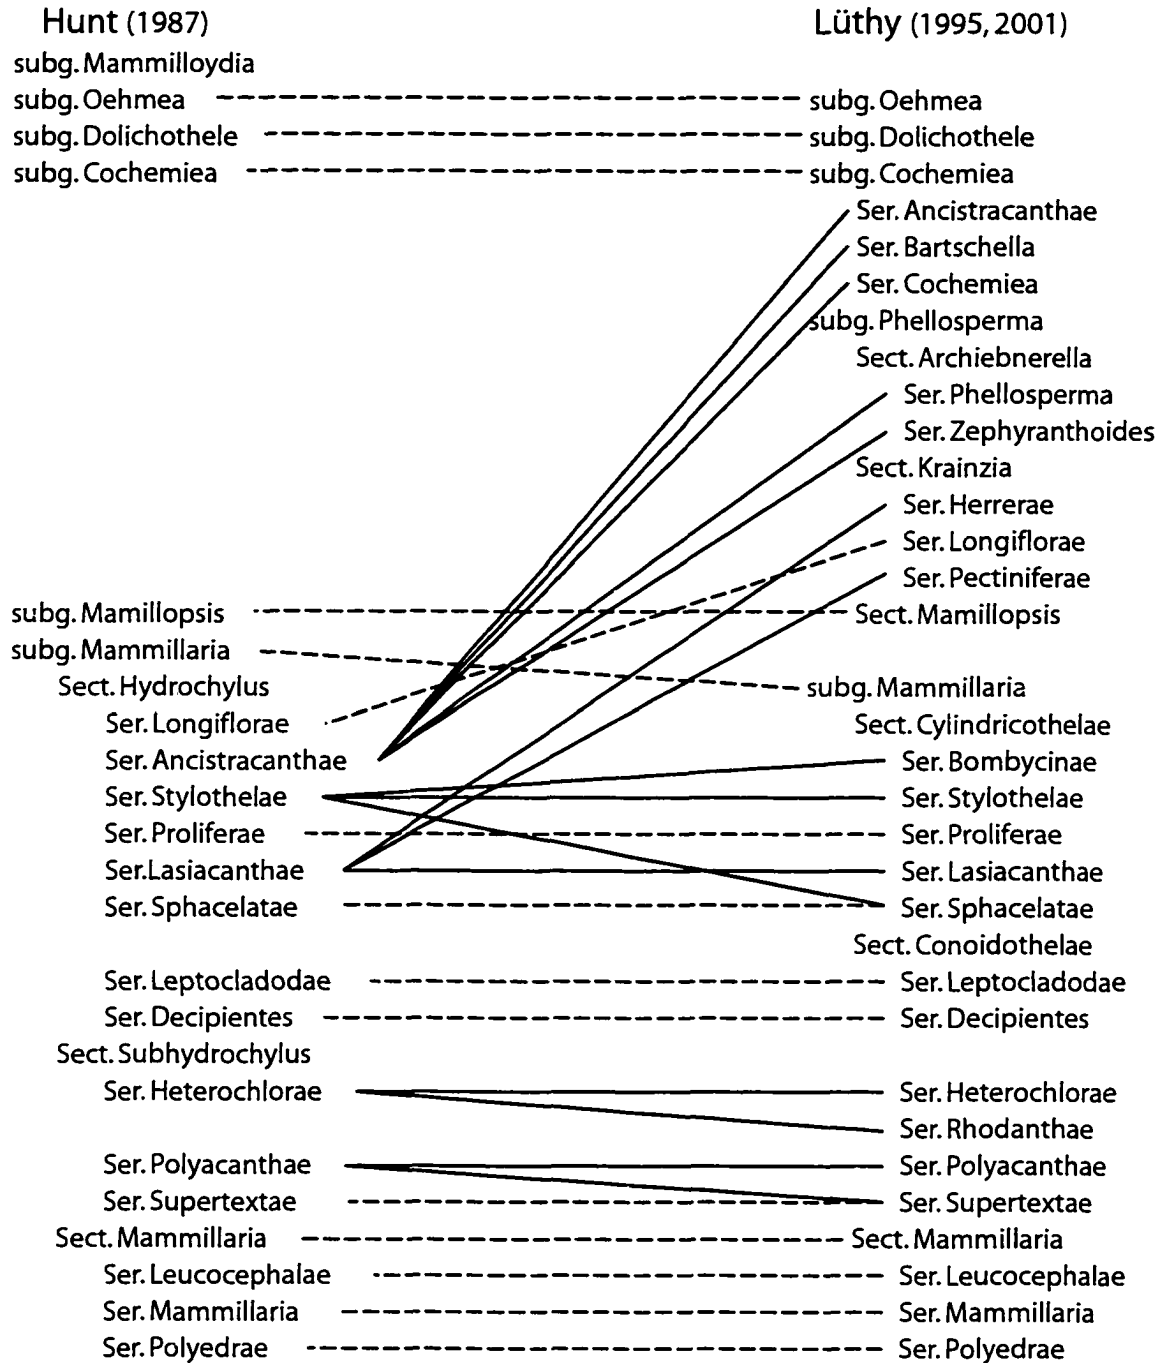 Hunt (1987)
subg. Mammilloydia
subg. Oehmea
subg. Dolichothele
subg. Cochemiea
subg. Mamillopsis
subg. Mammillaria
Sect. Hydrochylus
Ser. Longiflorae
Ser. Ancistracanthae
Ser. Stylothelae
Ser. Proliferae
Ser.Lasiacanthae
Ser. Sphacelatae
Ser. Leptocladodae
Ser. Decipientes
Sect. Subhydrochylus
Ser. Heterochlorae
Ser. Polyacanthae
Ser. Supertextae
Sect. Mammillaria
Ser. Leucocephalae
Ser. Mammillaria
Ser. Polyedrae
Lüthy (1995, 2001)
subg. Oehmea
subg. Dolichothele
subg. Cochemiea
Ser. Ancistracanthae
Ser. Bartschella
Ser. Cochemiea
subg. Phellosperma
Sect. Archiebnerella
Ser. Phellosperma
Ser. Zephyranthoides
Sect. Krainzia
Ser. Herrerae
Ser. Longiflorae
Ser. Pectiniferae
Sect. Mamillopsis
subg. Mammillaria
Sect. Cylindricothelae
Ser. Bombycinae
Ser. Stylothelae
Ser. Proliferae
Ser. Lasiacanthae
Ser. Sphacelatae
Sect. Conoidothelae
Ser. Leptocladodae
Ser. Decipientes
Ser. Heterochlorae
Ser. Rhodanthae
Ser. Polyacanthae
Ser. Supertextae
Sect. Mammillaria
Ser. Leucocephalae
Ser. Mammillaria
Ser. Polyedrae